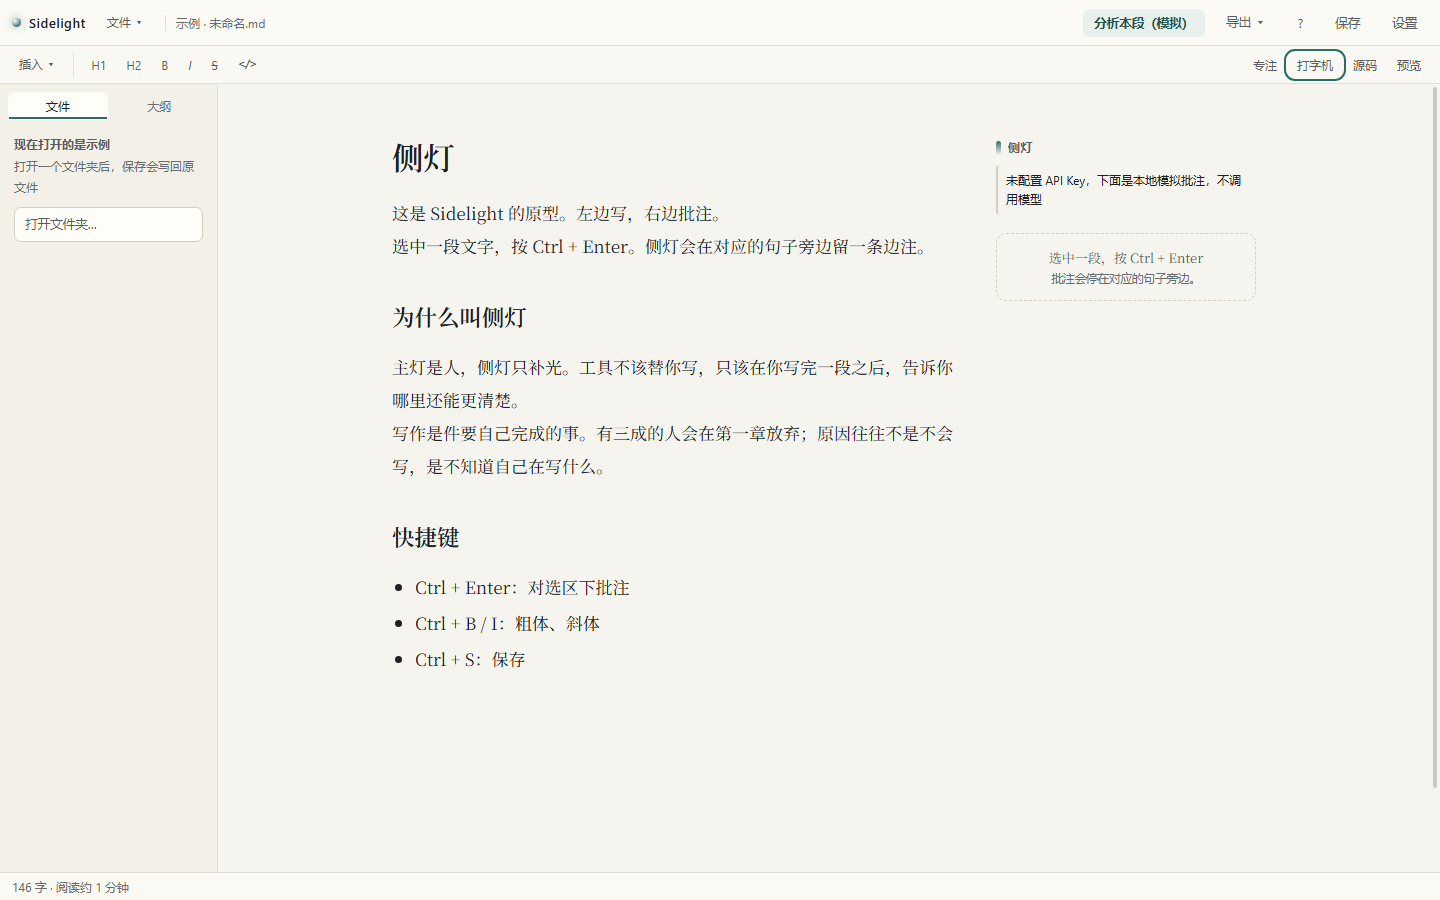 Sidelight 文件 ▾ 示例 · 未命名.md 分析本段（模拟） 导出 ▾ ? 保存 设置
插入 ▾ H1 H2 B I S </> 专注 打字机 源码 预览
文件 大纲
现在打开的是示例
打开一个文件夹后，保存会写回原
文件
打开文件夹...
侧灯
这是 Sidelight 的原型。左边写，右边批注。
选中一段文字，按 Ctrl + Enter。侧灯会在对应的句子旁边留一条边注。
为什么叫侧灯
主灯是人，侧灯只补光。工具不该替你写，只该在你写完一段之后，告诉你
哪里还能更清楚。
写作是件要自己完成的事。有三成的人会在第一章放弃；原因往往不是不会
写，是不知道自己在写什么。
快捷键
• Ctrl + Enter：对选区下批注
• Ctrl + B / I：粗体、斜体
• Ctrl + S：保存
侧灯
未配置 API Key，下面是本地模拟批注，不调
用模型
选中一段，按 Ctrl + Enter
批注会停在对应的句子旁边。
146 字 · 阅读约 1 分钟